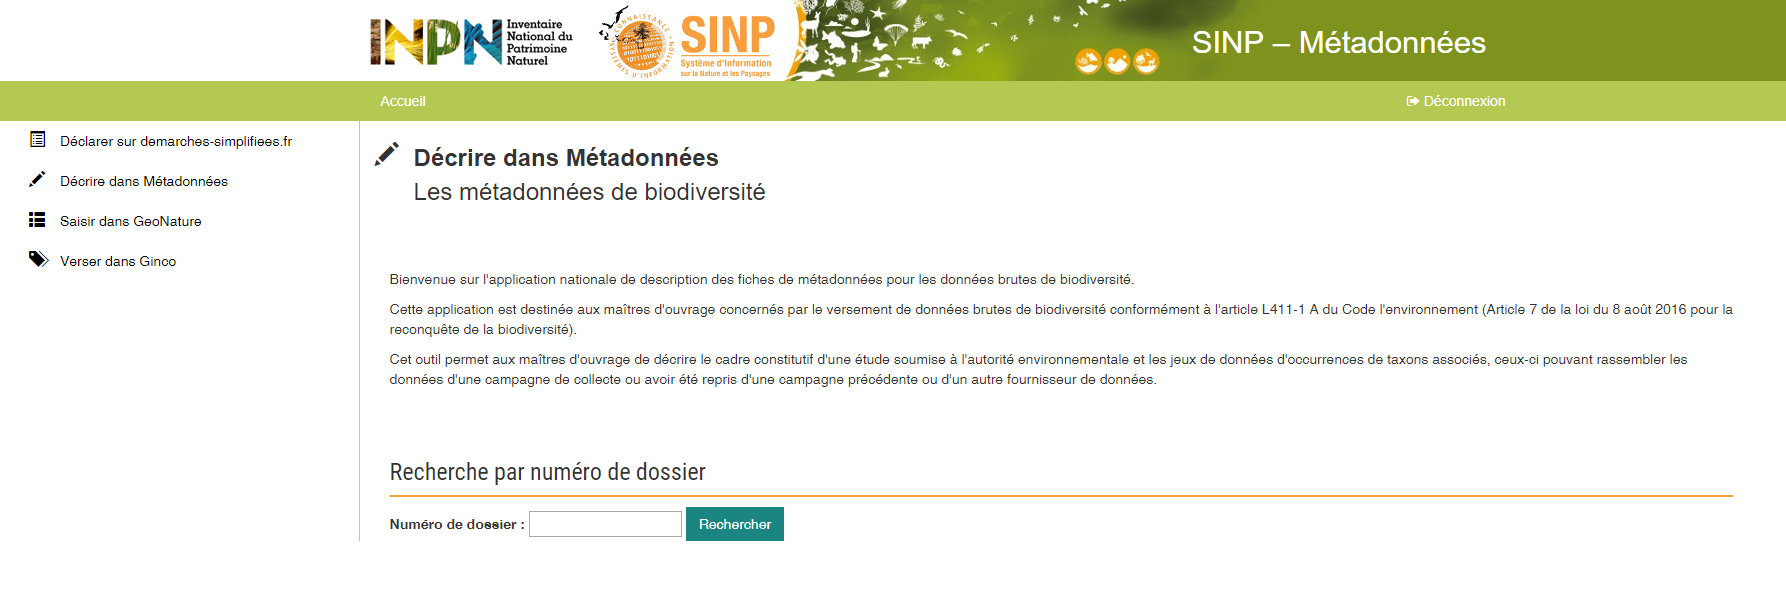 INPN
Inventaire
National du
Patrimoine
Naturel
SINP
Système d'Information
sur la Nature et les Paysages
SINP – Métadonnées
Accueil
Déconnexion
Déclarer sur demarches-simplifiees.fr
Décrire dans Métadonnées
Saisir dans GeoNature
Verser dans Ginco
Décrire dans Métadonnées
Les métadonnées de biodiversité
Bienvenue sur l'application nationale de description des fiches de métadonnées pour les données brutes de biodiversité.
Cette application est destinée aux maîtres d'ouvrage concernés par le versement de données brutes de biodiversité conformément à l'article L411-1 A du Code l'environnement (Article 7 de la loi du 8 août 2016 pour la
reconquête de la biodiversité).
Cet outil permet aux maîtres d'ouvrage de décrire le cadre constitutif d'une étude soumise à l'autorité environnementale et les jeux de données d'occurrences de taxons associés, ceux-ci pouvant rassembler les
données d'une campagne de collecte ou avoir été repris d'une campagne précédente ou d'un autre fournisseur de données.
Recherche par numéro de dossier
Numéro de dossier :
Rechercher